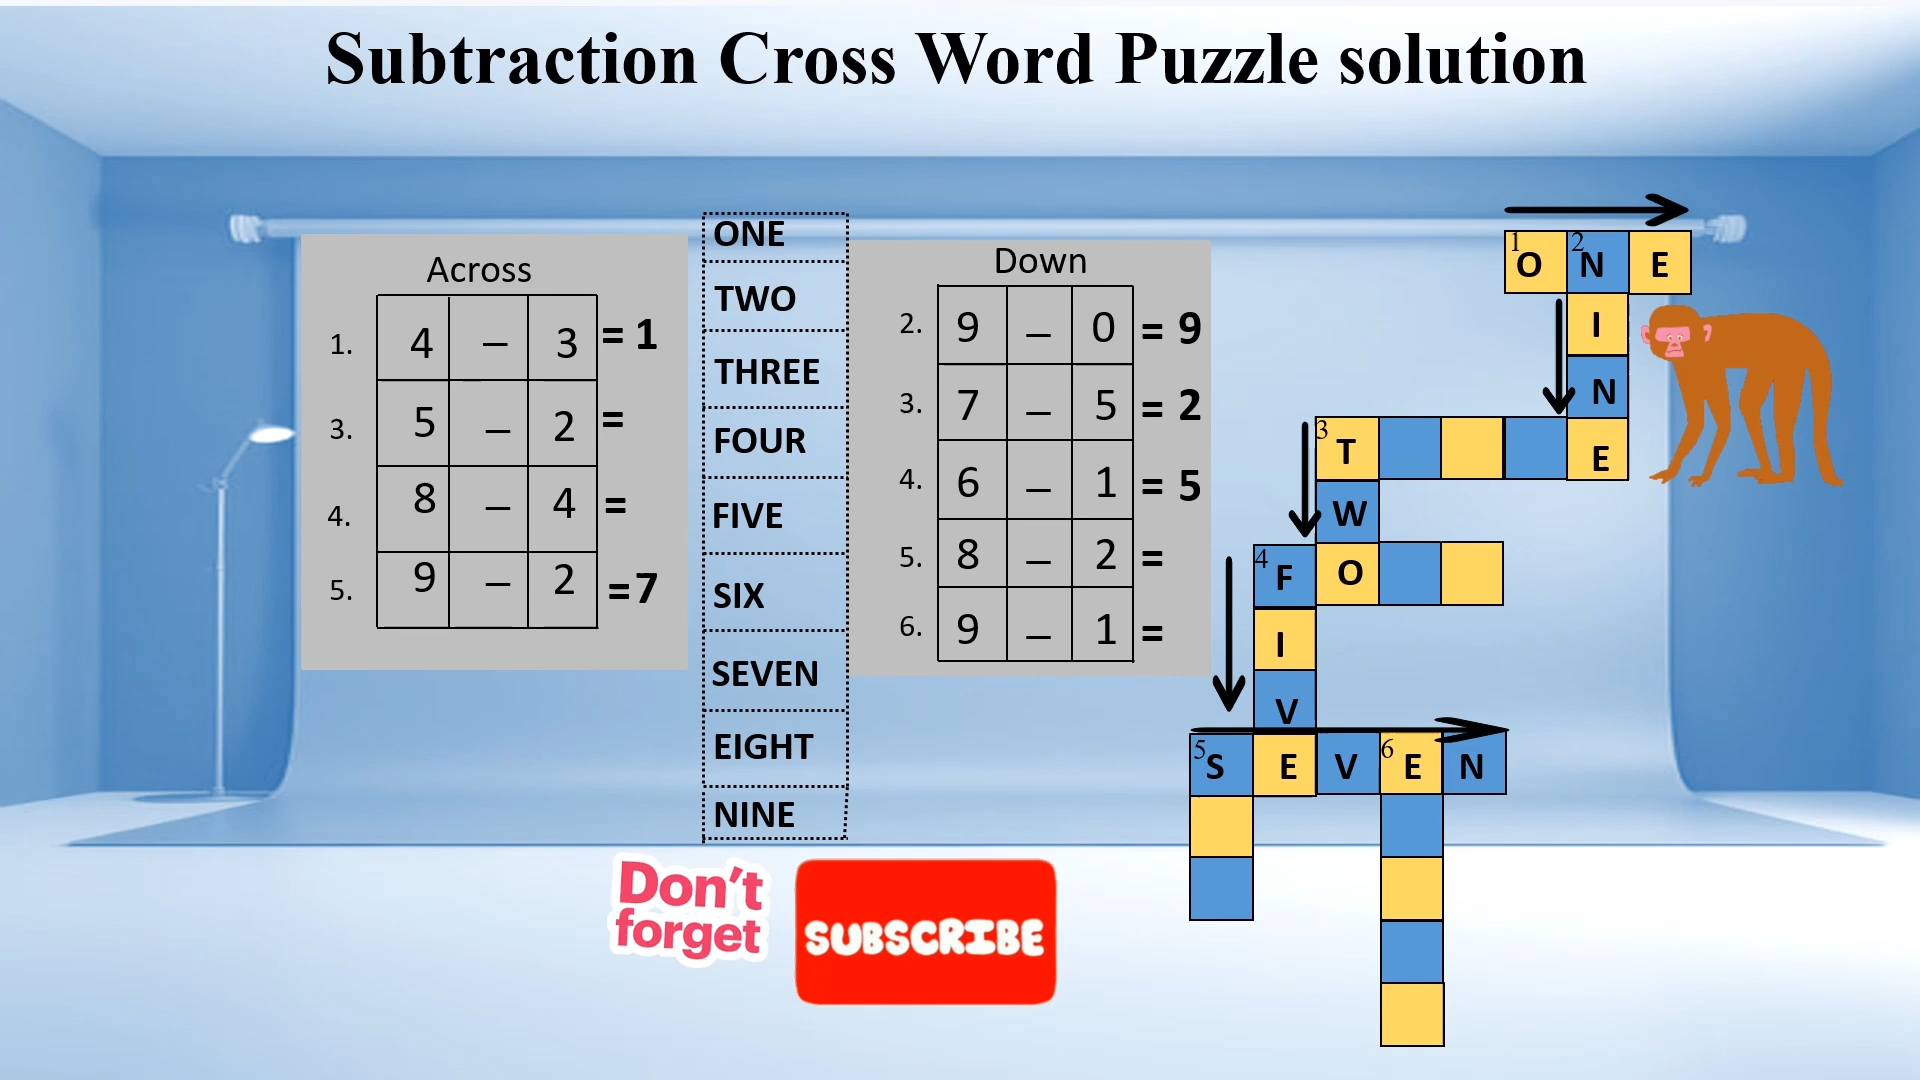 Subtraction Cross Word Puzzle solution
Across
1. 4 – 3 = 1
3. 5 – 2 =
4. 8 – 4 =
5. 9 – 2 =7
ONE
TWO
THREE
FOUR
FIVE
SIX
SEVEN
EIGHT
NINE
Down
2. 9 – 0 = 9
3. 7 – 5 = 2
4. 6 – 1 = 5
5. 8 – 2 =
6. 9 – 1 =
1 O 2 N E
I
N
3 T E
W
4 F O
I
V
5 S E V 6 E N
Don't
forget
SUBSCRIBE